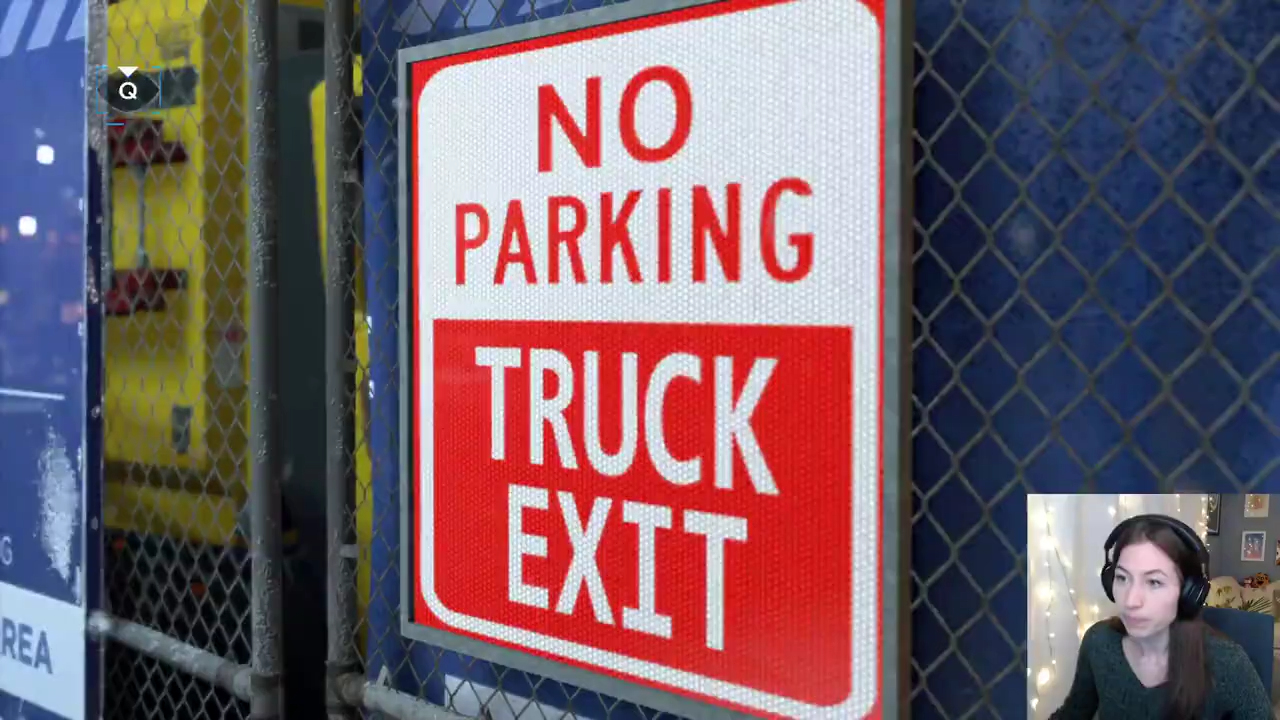 Q
NO
PARKING
TRUCK
EXIT
G
REA